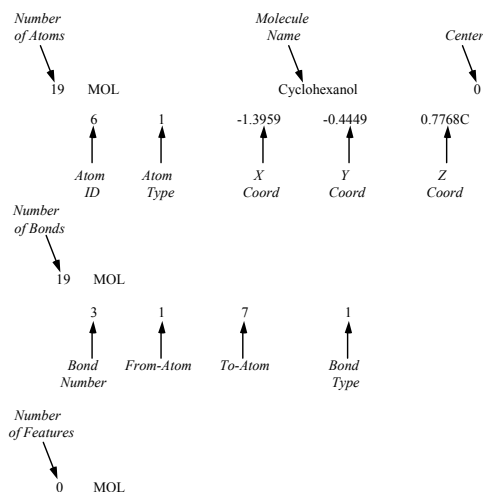 Number
of Atoms
Molecule
Name
Center
19 MOL Cyclohexanol 0
6 1 -1.3959 -0.4449 0.7768C
Atom
ID
Atom
Type
X
Coord
Y
Coord
Z
Coord
Number
of Bonds
19 MOL
3 1 7 1
Bond
Number
From-Atom
To-Atom
Bond
Type
Number
of Features
0 MOL